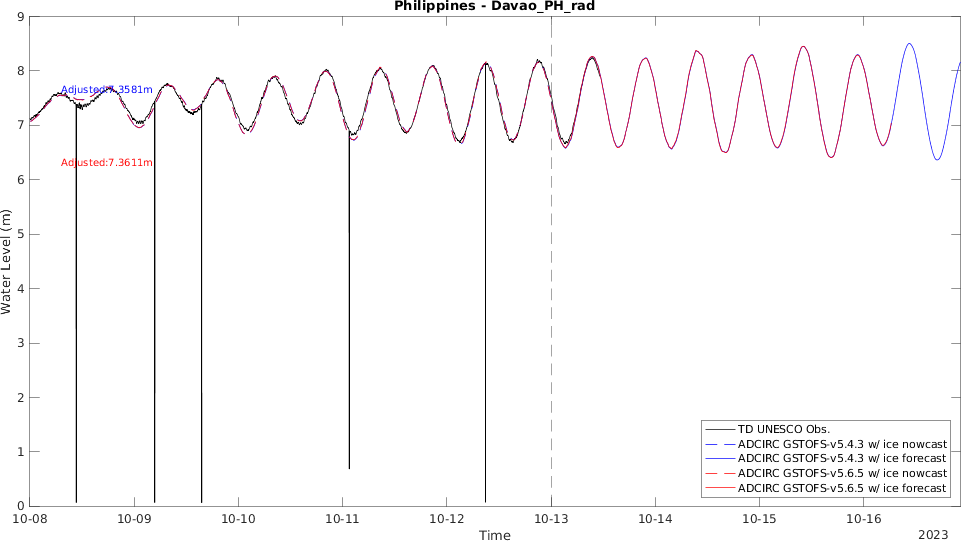 Philippines - Davao_PH_rad
9
8
7
6
5
4
3
2
1
0
Water Level (m)
Adjusted:7.3581m
Adjusted:7.3611m
TD UNESCO Obs.
ADCIRC GSTOFS-v5.4.3 w/ ice nowcast
ADCIRC GSTOFS-v5.4.3 w/ ice forecast
ADCIRC GSTOFS-v5.6.5 w/ ice nowcast
ADCIRC GSTOFS-v5.6.5 w/ ice forecast
10-08 10-09 10-10 10-11 10-12 10-13 10-14 10-15 10-16
Time
2023